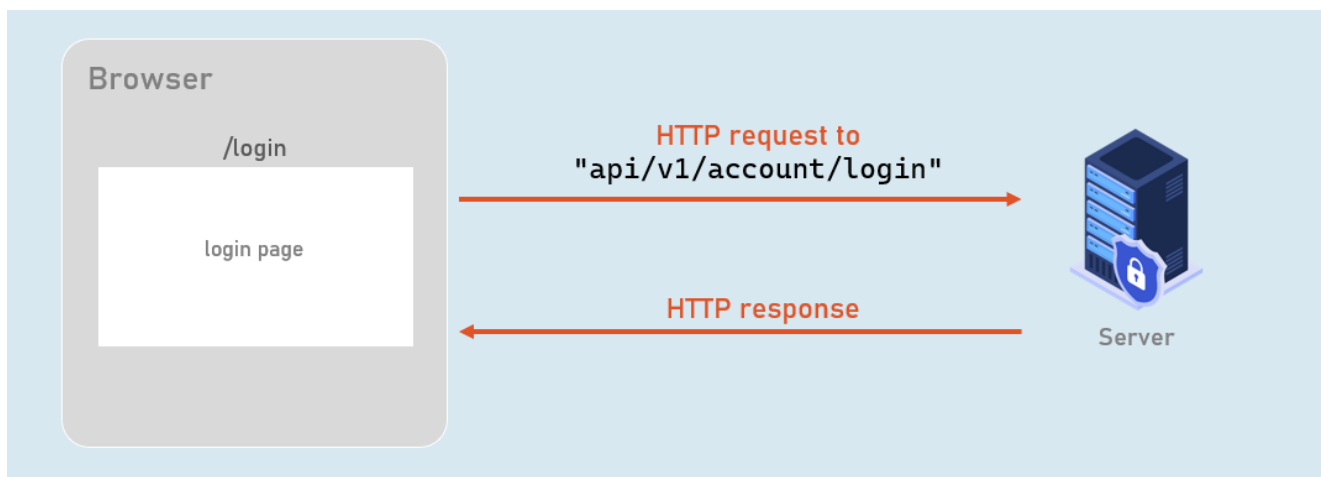 Browser
/login
login page
HTTP request to
"api/v1/account/login"
HTTP response
Server